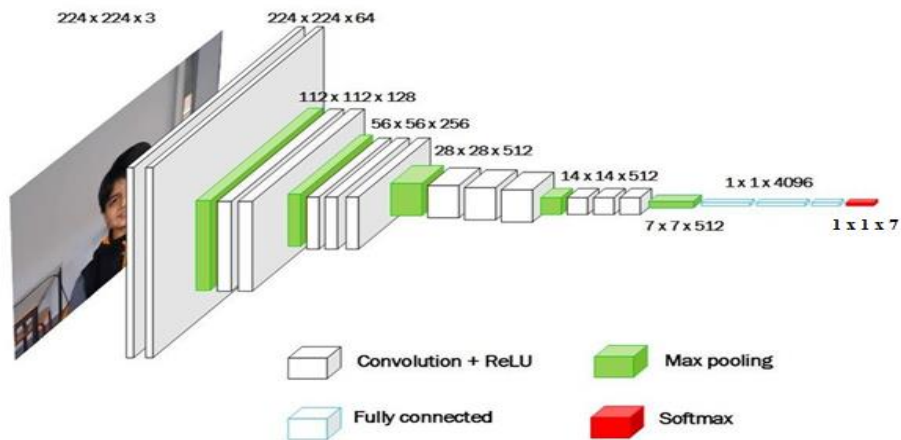 224 x 224 x 3
224 x 224 x 64
112 x 112 x 128
56 x 56 x 256
28 x 28 x 512
14 x 14 x 512
1 x 1 x 4096
7 x 7 x 512
1 x 1 x 7
Convolution + ReLU
Max pooling
Fully connected
Softmax